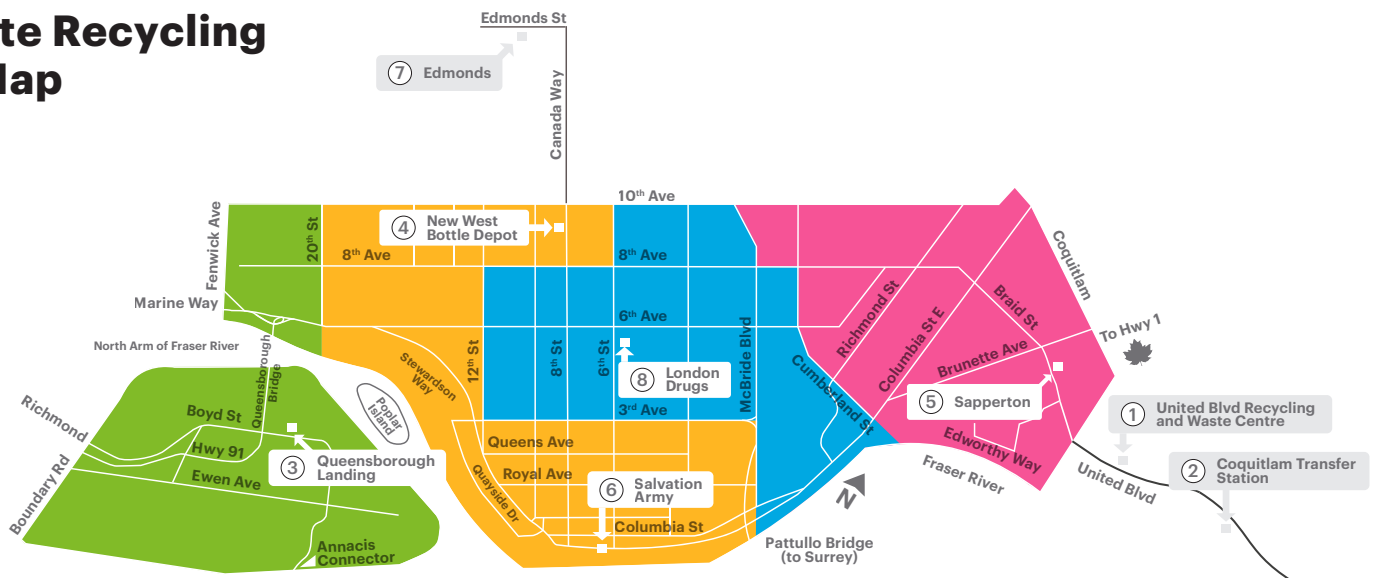 te Recycling
Map
Edmonds St
7 Edmonds
Canada Way
10th Ave
Fenwick Ave
20th St
4 New West
Bottle Depot
8th Ave
8th Ave
Coquitlam
Marine Way
6th Ave
Richmond St
Columbia St E
Braid St
To Hwy 1
North Arm of Fraser River
Queensborough
Bridge
Stewardson
Way
12th St
8th St
6th St
8 London
Drugs
McBride Blvd
Cumberland St
Brunette Ave
5 Sapperton
Poplar
Island
Richmond
Boyd St
3rd Ave
1 United Blvd Recycling
and Waste Centre
Hwy 91
Queens Ave
Edworthy Way
3 Queensborough
Landing
Ewen Ave
Royal Ave
Quayside Dr
6 Salvation
Army
Fraser River
United Blvd
2 Coquitlam Transfer
Station
Boundary Rd
N
Columbia St
Annacis
Connector
Pattullo Bridge
(to Surrey)